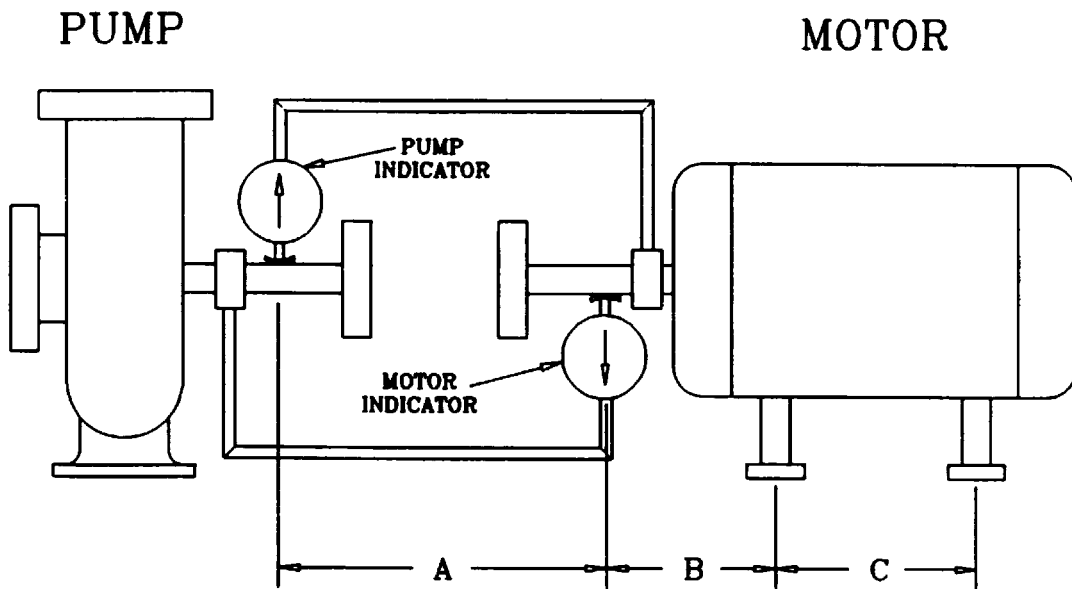 PUMP
MOTOR
PUMP
INDICATOR
MOTOR
INDICATOR
A
B
C